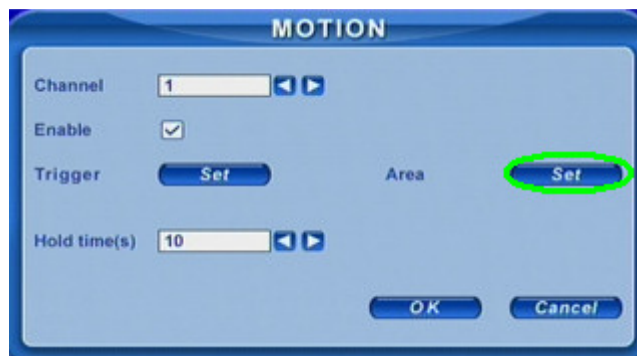 MOTION
Channel 1
Enable
Trigger Set Area Set
Hold time(s) 10
OK Cancel